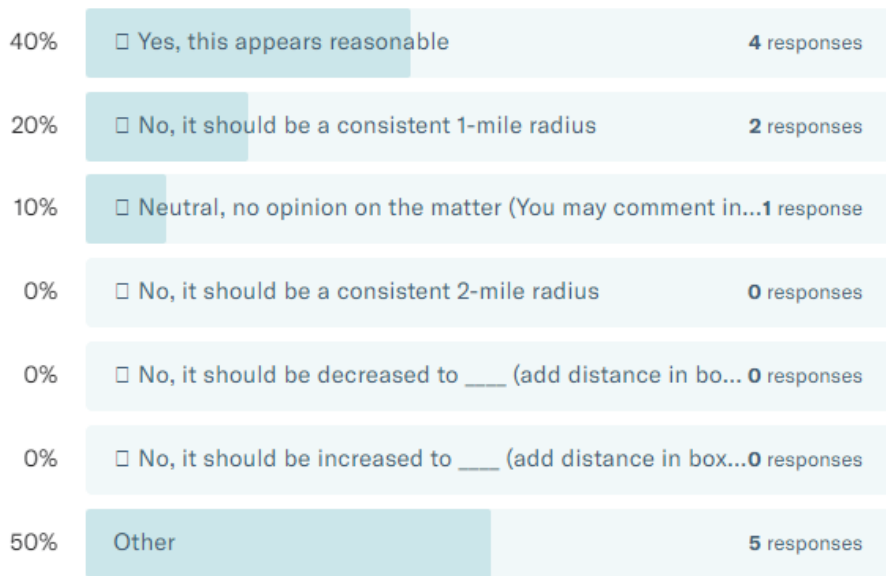 40% ☐ Yes, this appears reasonable 4 responses
20% ☐ No, it should be a consistent 1-mile radius 2 responses
10% ☐ Neutral, no opinion on the matter (You may comment in...1 response
0% ☐ No, it should be a consistent 2-mile radius 0 responses
0% ☐ No, it should be decreased to ____ (add distance in bo... 0 responses
0% ☐ No, it should be increased to ____ (add distance in box...0 responses
50% Other 5 responses